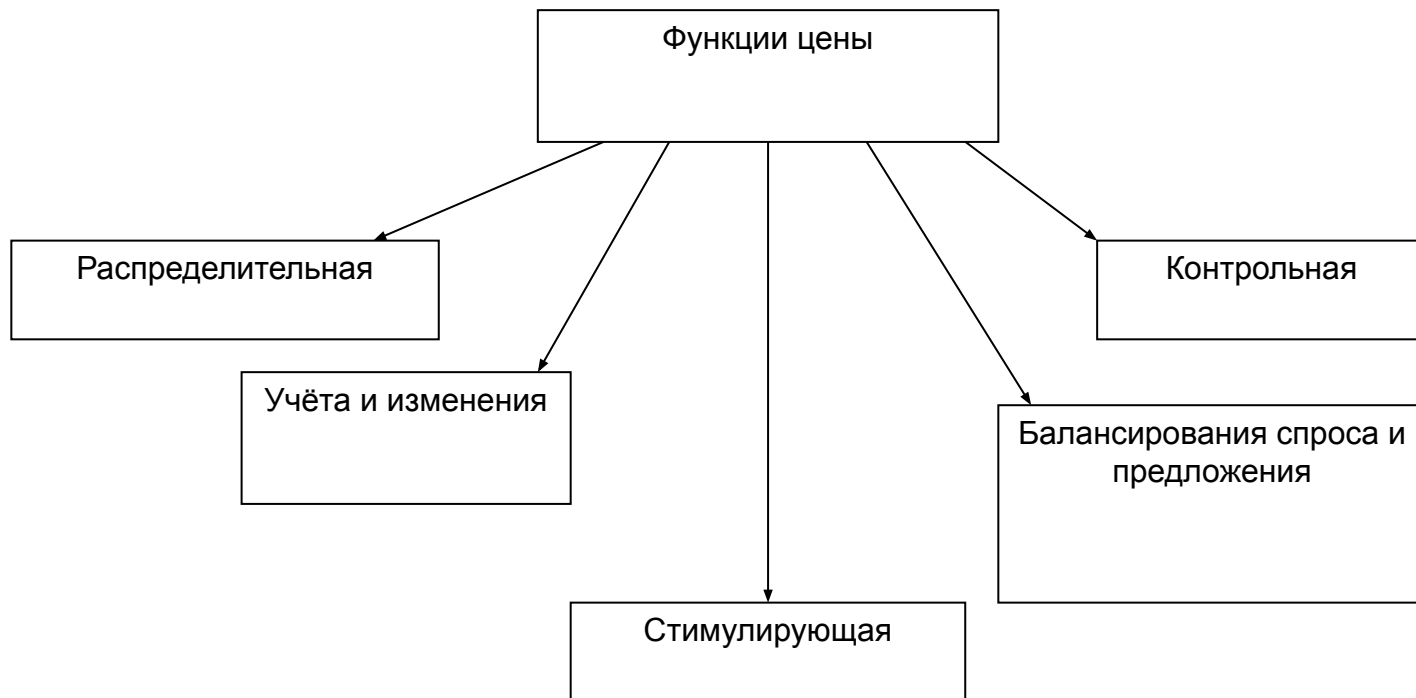 Функции цены
Распределительная
Контрольная
Учёта и изменения
Балансирования спроса и
предложения
Стимулирующая